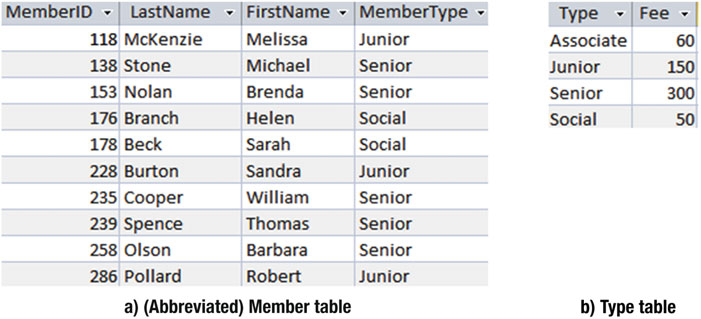 MemberID LastName FirstName MemberType
118 McKenzie Melissa Junior
138 Stone Michael Senior
153 Nolan Brenda Senior
176 Branch Helen Social
178 Beck Sarah Social
228 Burton Sandra Junior
235 Cooper William Senior
239 Spence Thomas Senior
258 Olson Barbara Senior
286 Pollard Robert Junior
a) (Abbreviated) Member table
Type Fee
Associate 60
Junior 150
Senior 300
Social 50
b) Type table